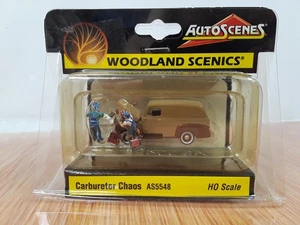 AUTOSCENES®
WOODLAND SCENICS®
Carburetor Chaos AS5548 HO Scale